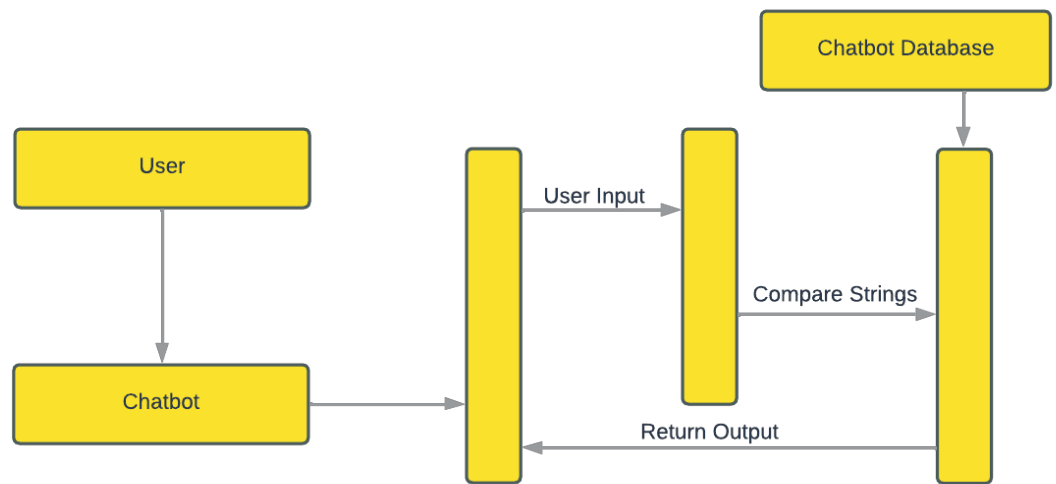 Chatbot Database
User
User Input
Compare Strings
Chatbot
Return Output